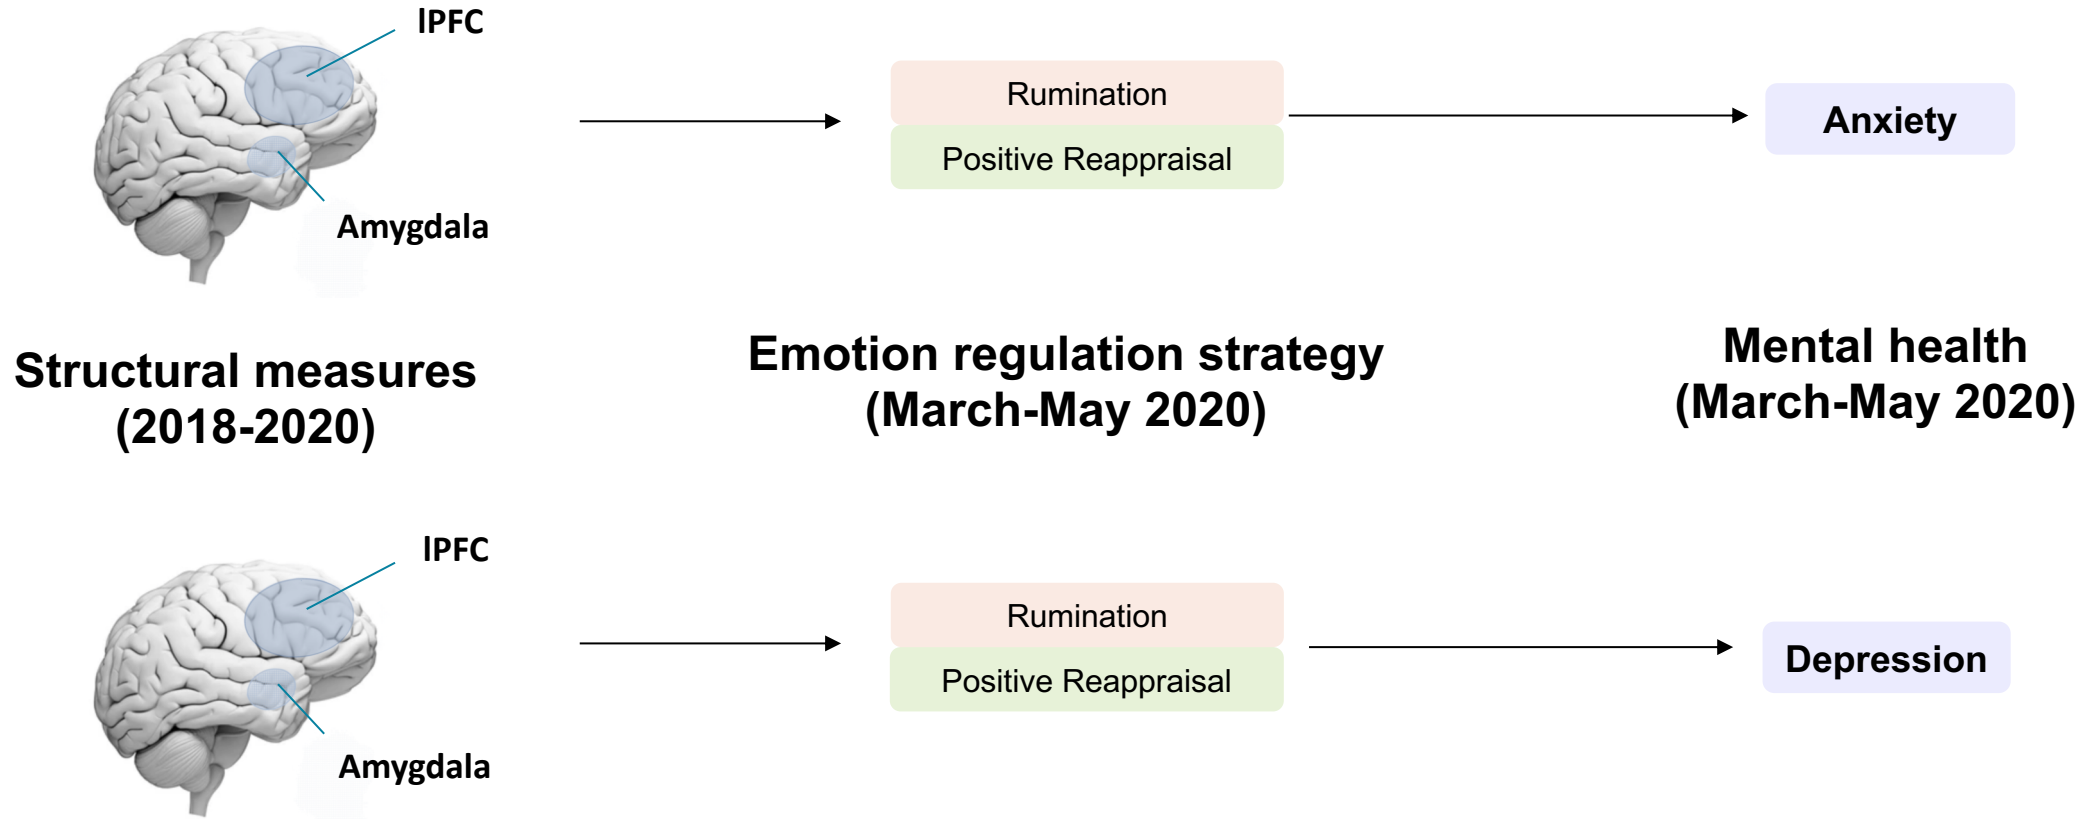 lPFC
Rumination
Positive Reappraisal
Anxiety
Amygdala
Structural measures
(2018-2020)
Emotion regulation strategy
(March-May 2020)
Mental health
(March-May 2020)
lPFC
Rumination
Positive Reappraisal
Depression
Amygdala